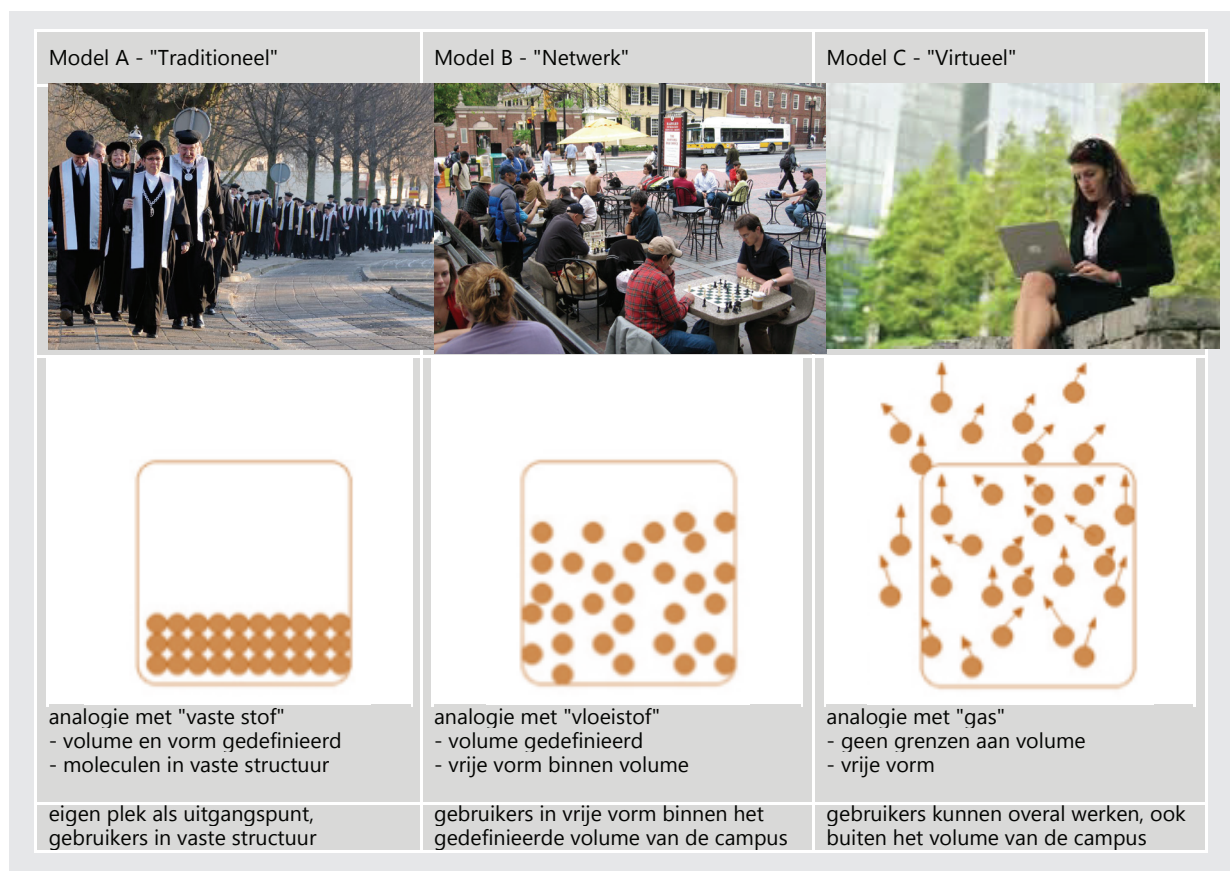 Model A - "Traditioneel"
Model B - "Netwerk"
Model C - "Virtueel"
analogie met "vaste stof"
- volume en vorm gedefinieerd
- moleculen in vaste structuur
analogie met "vloeistof"
- volume gedefinieerd
- vrije vorm binnen volume
analogie met "gas"
- geen grenzen aan volume
- vrije vorm
eigen plek als uitgangspunt,
gebruikers in vaste structuur
gebruikers in vrije vorm binnen het
gedefinieerde volume van de campus
gebruikers kunnen overal werken, ook
buiten het volume van de campus